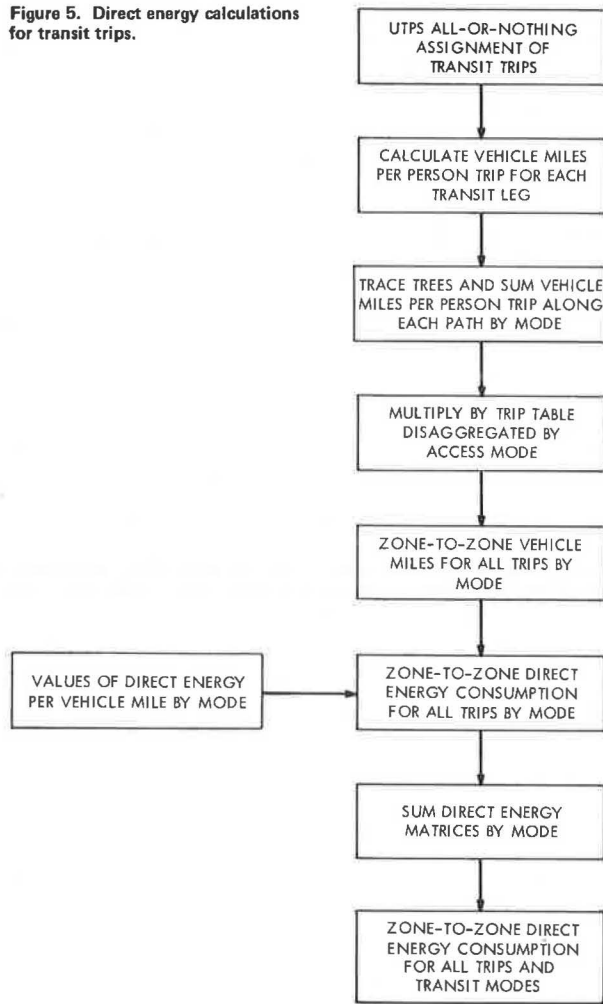 Figure 5. Direct energy calculations
for transit trips.
UTPS ALL-OR-NOTHING
ASSIGNMENT OF
TRANSIT TRIPS
CALCULATE VEHICLE MILES
PER PERSON TRIP FOR EACH
TRANSIT LEG
TRACE TREES AND SUM VEHICLE
MILES PER PERSON TRIP ALONG
EACH PATH BY MODE
MULTIPLY BY TRIP TABLE
DISAGGREGATED BY
ACCESS MODE
ZONE-TO-ZONE VEHICLE
MILES FOR ALL TRIPS BY
MODE
VALUES OF DIRECT ENERGY
PER VEHICLE MILE BY MODE
ZONE-TO-ZONE DIRECT
ENERGY CONSUMPTION
FOR ALL TRIPS BY MODE
SUM DIRECT ENERGY
MATRICES BY MODE
ZONE-TO-ZONE DIRECT
ENERGY CONSUMPTION
FOR ALL TRIPS AND
TRANSIT MODES